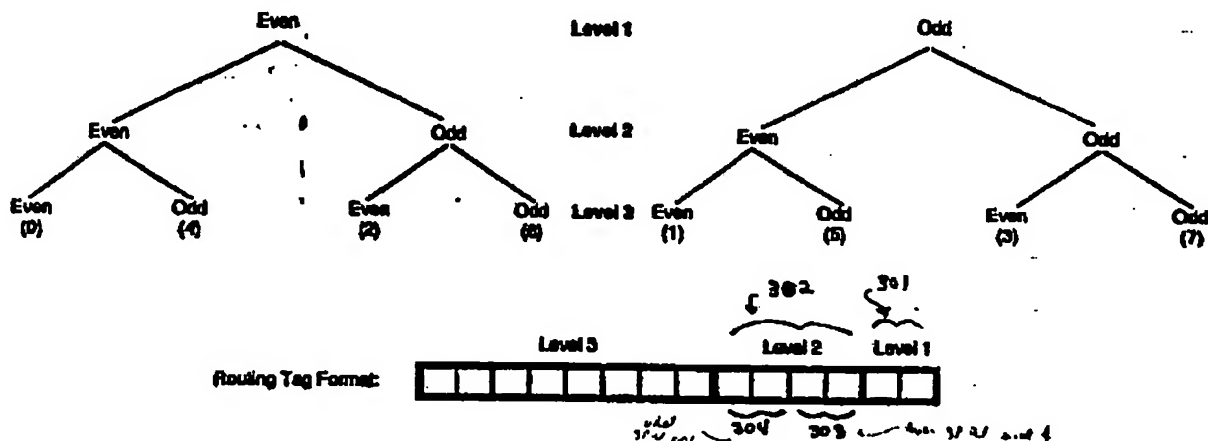 Even Level 1 Odd
Even Odd Level 2 Even Odd
Even Odd Even Odd Level 3 Even Odd Even Odd
(0) (4) (2) (6) (1) (5) (3) (7)
302 301
Level 3 Level 2 Level 1
Routing Tag Format:
304 303